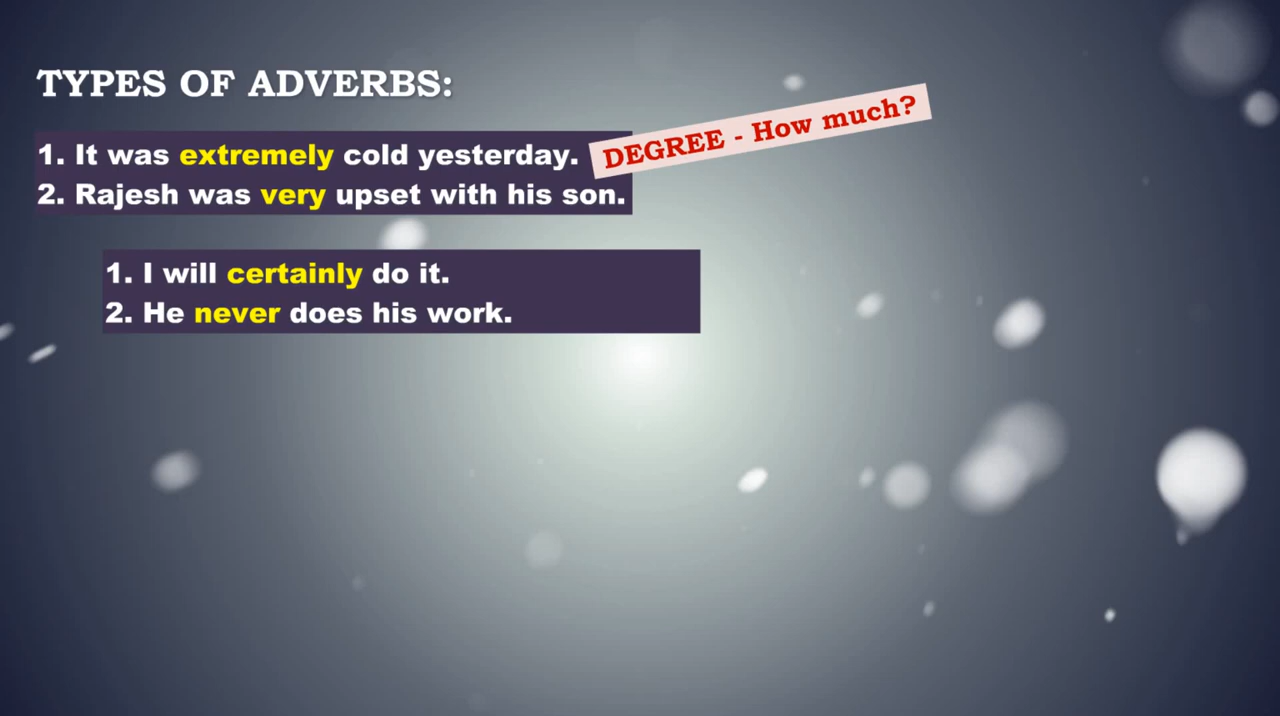 TYPES OF ADVERBS:
DEGREE - How much?
1. It was extremely cold yesterday.
2. Rajesh was very upset with his son.
1. I will certainly do it.
2. He never does his work.